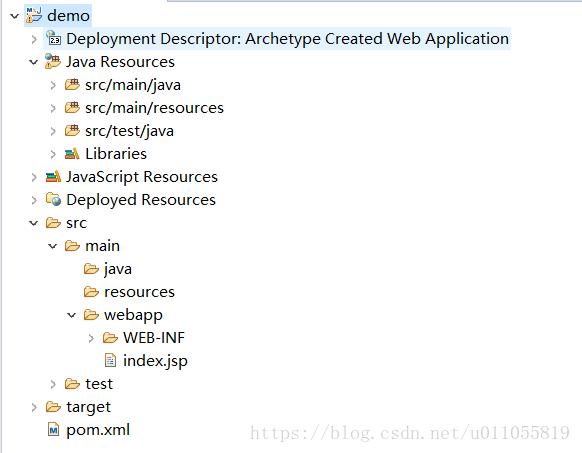 demo
Deployment Descriptor: Archetype Created Web Application
Java Resources
src/main/java
src/main/resources
src/test/java
Libraries
JavaScript Resources
Deployed Resources
src
main
java
resources
webapp
WEB-INF
index.jsp
test
target
pom.xml
https://blog.csdn.net/u011055819